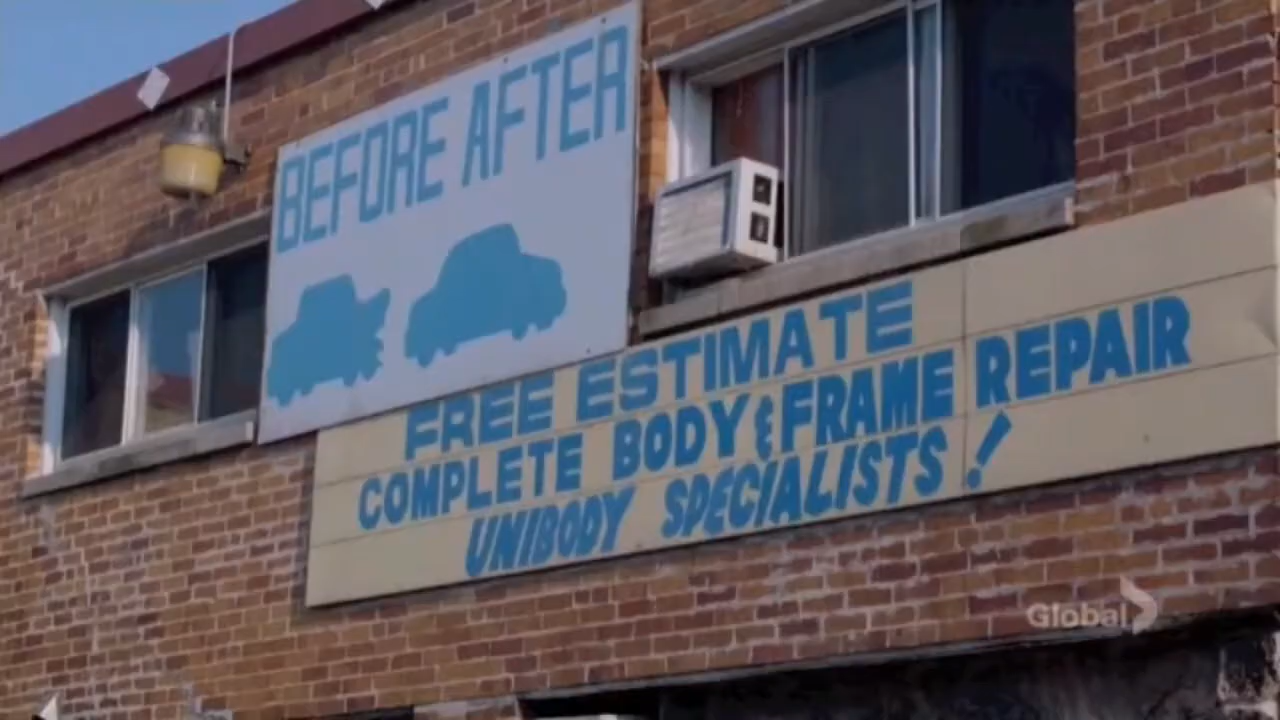 BEFORE AFTER
FREE ESTIMATE
COMPLETE BODY & FRAME REPAIR
UNIBODY SPECIALISTS!
Global